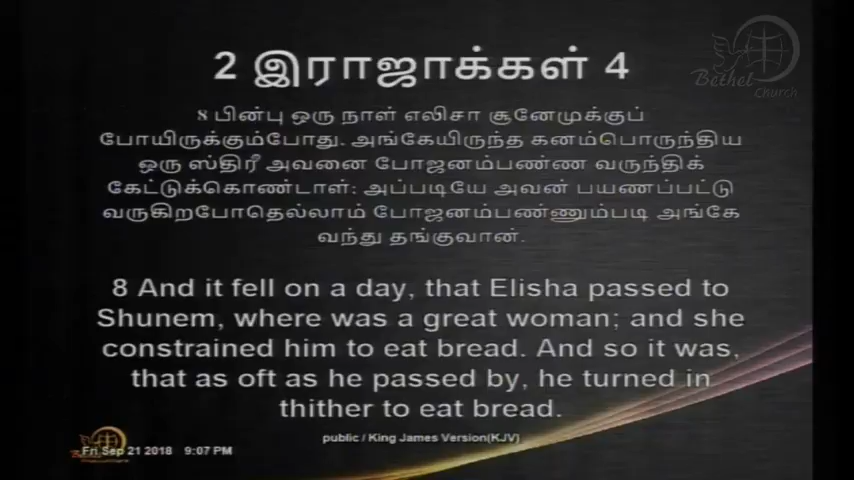 2 இராஜாக்கள் 4
Bethel
Church
8 பின்பு ஒரு நாள் எலிசா சூனேமுக்குப்
போயிருக்கும்போது, அங்கேயிருந்த கனம்பொருந்திய
ஒரு ஸ்திரீ அவனை போஜனம்பண்ண வருந்திக்
கேட்டுக்கொண்டாள்; அப்படியே அவன் பயணப்பட்டு
வருகிறபோதெல்லாம் போஜனம்பண்ணும்படி அங்கே
வந்து தங்குவான்.
8 And it fell on a day, that Elisha passed to
Shunem, where was a great woman; and she
constrained him to eat bread. And so it was,
that as oft as he passed by, he turned in
thither to eat bread.
public / King James Version(KJV)
Fri Sep 21 2018 9:07 PM